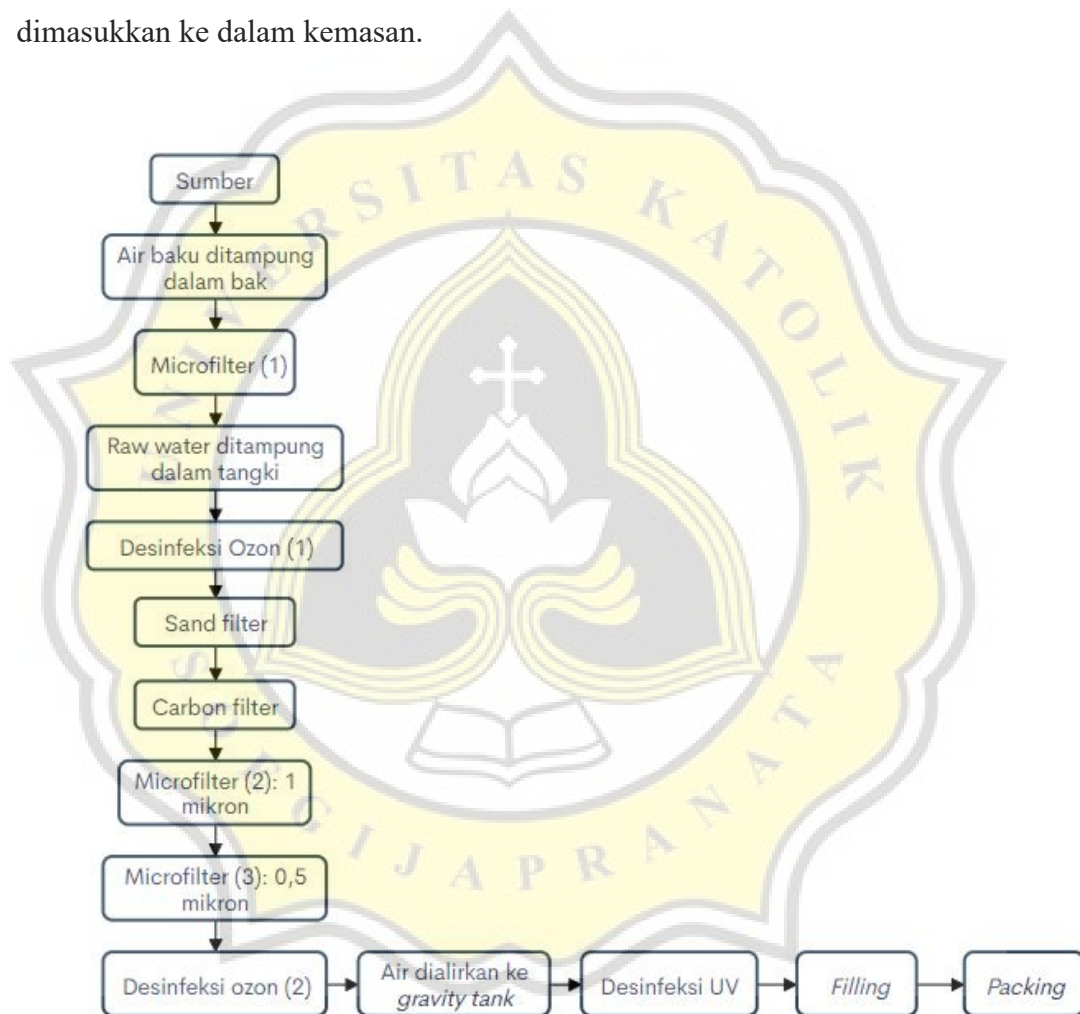 dimasukkan ke dalam kemasan.
UNIVERSITAS KATOLIK
SOEGIJAPRANATA
Sumber
Air baku ditampung
dalam bak
Microfilter (1)
Raw water ditampung
dalam tangki
Desinfeksi Ozon (1)
Sand filter
Carbon filter
Microfilter (2): 1
mikron
Microfilter (3): 0,5
mikron
Desinfeksi ozon (2)
Air dialirkan ke
gravity tank
Desinfeksi UV
Filling
Packing